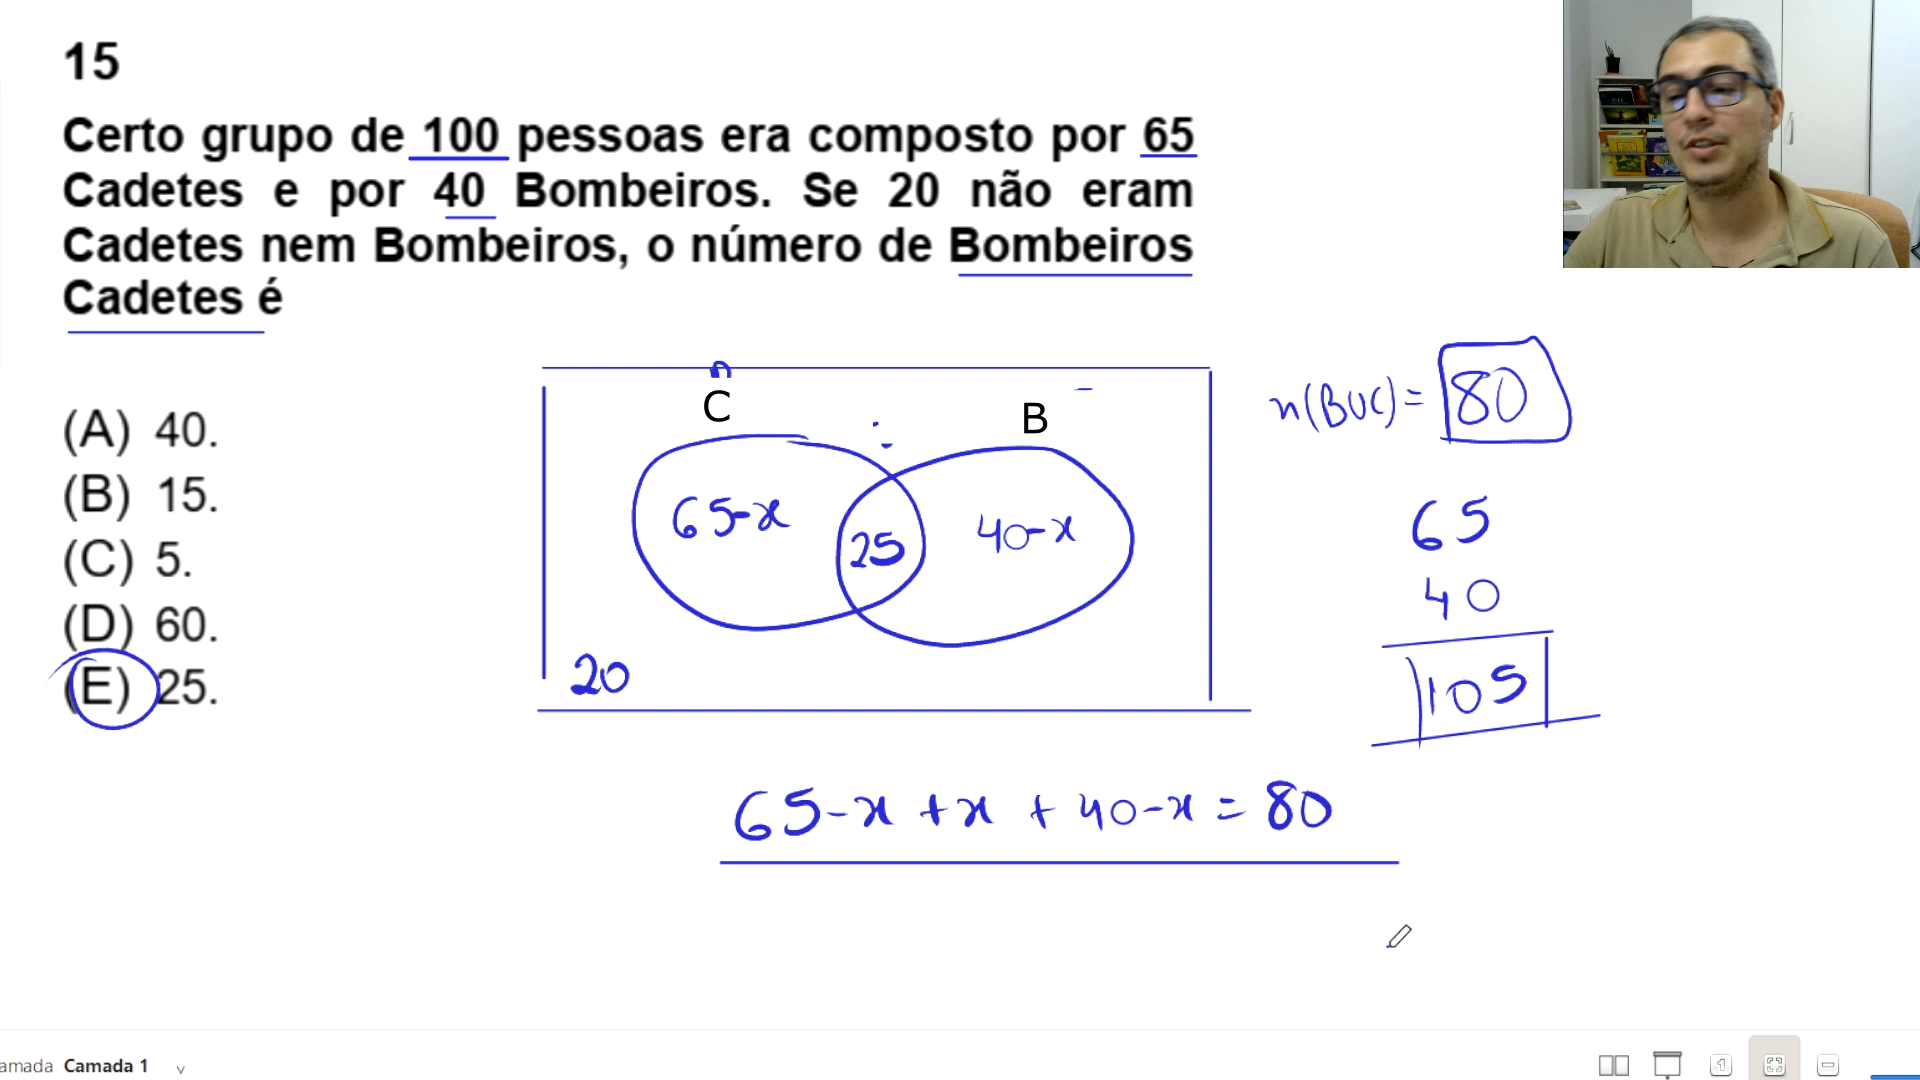 15
Certo grupo de 100 pessoas era composto por 65
Cadetes e por 40 Bombeiros. Se 20 não eram
Cadetes nem Bombeiros, o número de Bombeiros
Cadetes é
(A) 40.
(B) 15.
(C) 5.
(D) 60.
(E) 25.
C
B
65-x
25
40-x
20
n(BUC)= 80
65
40
105
65-x +x + 40-x = 80
amada Camada 1
1